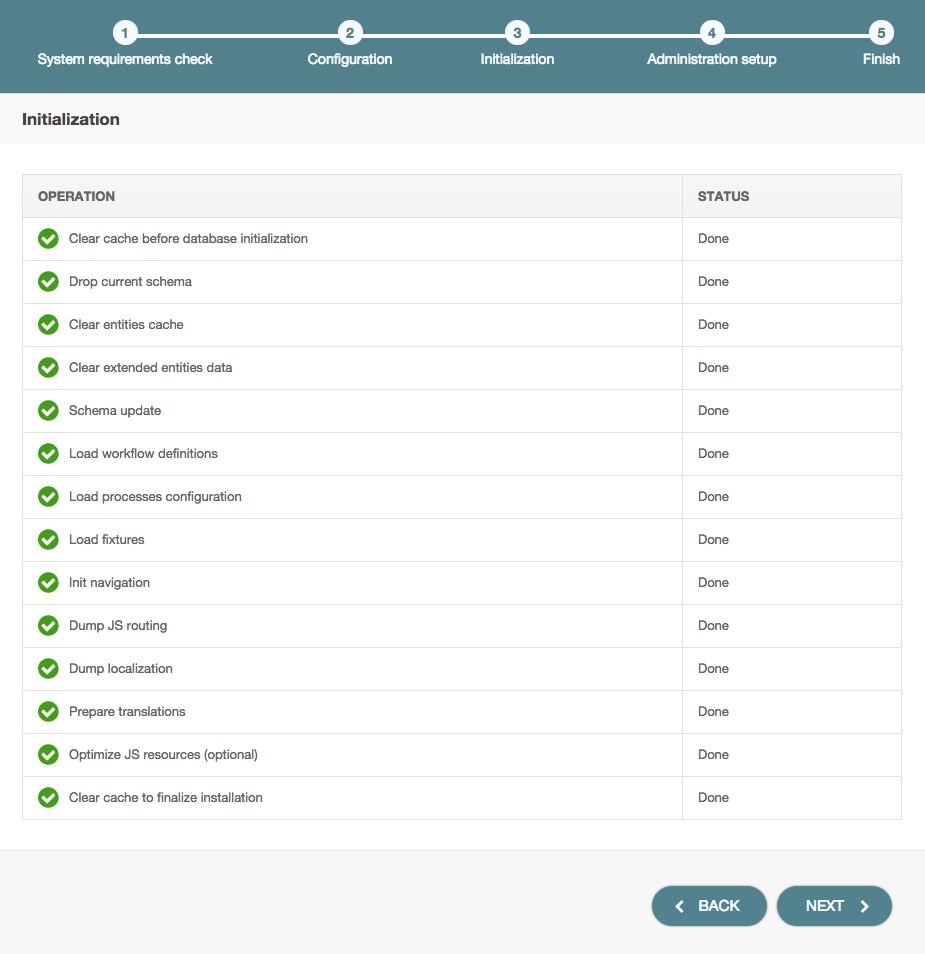 1 2 3 4 5
System requirements check Configuration Initialization Administration setup Finish
Initialization
OPERATION STATUS
Clear cache before database initialization Done
Drop current schema Done
Clear entities cache Done
Clear extended entities data Done
Schema update Done
Load workflow definitions Done
Load processes configuration Done
Load fixtures Done
Init navigation Done
Dump JS routing Done
Dump localization Done
Prepare translations Done
Optimize JS resources (optional) Done
Clear cache to finalize installation Done
BACK NEXT